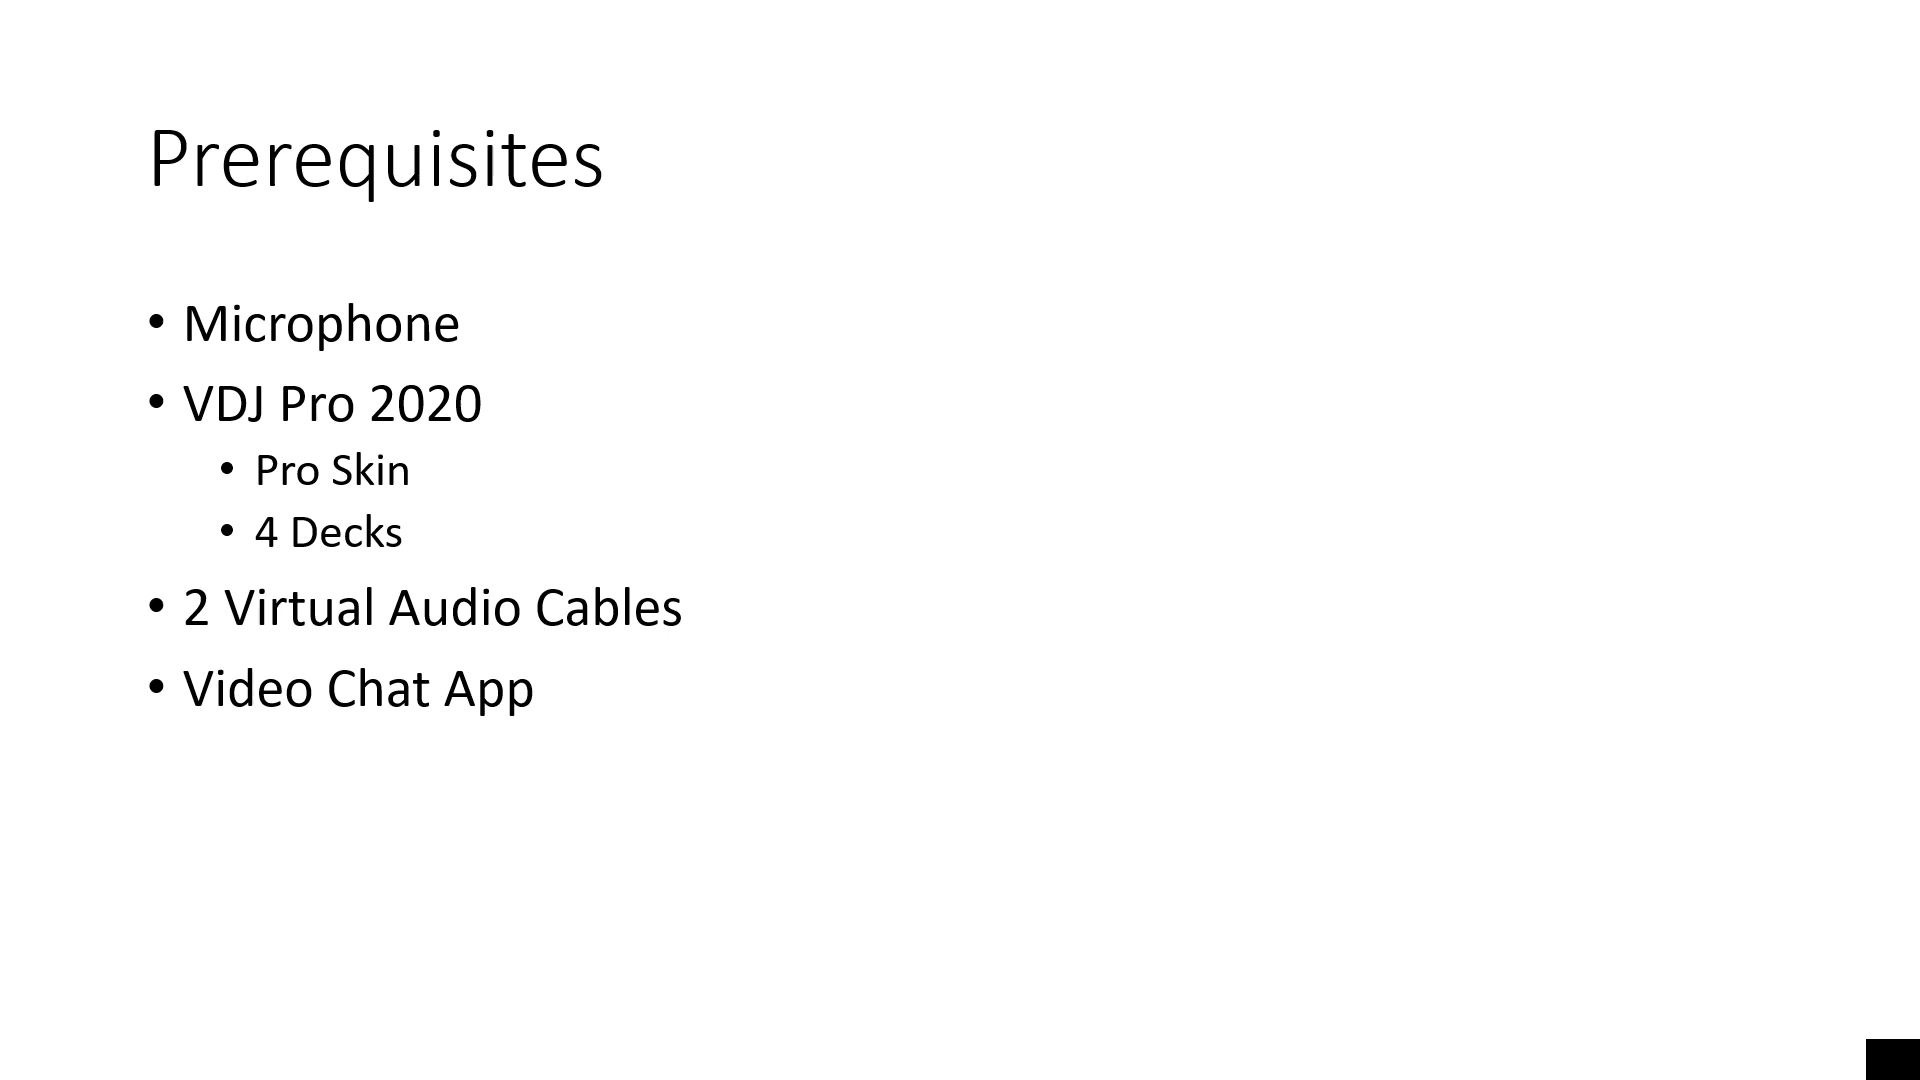 Prerequisites
• Microphone
• VDJ Pro 2020
• Pro Skin
• 4 Decks
• 2 Virtual Audio Cables
• Video Chat App